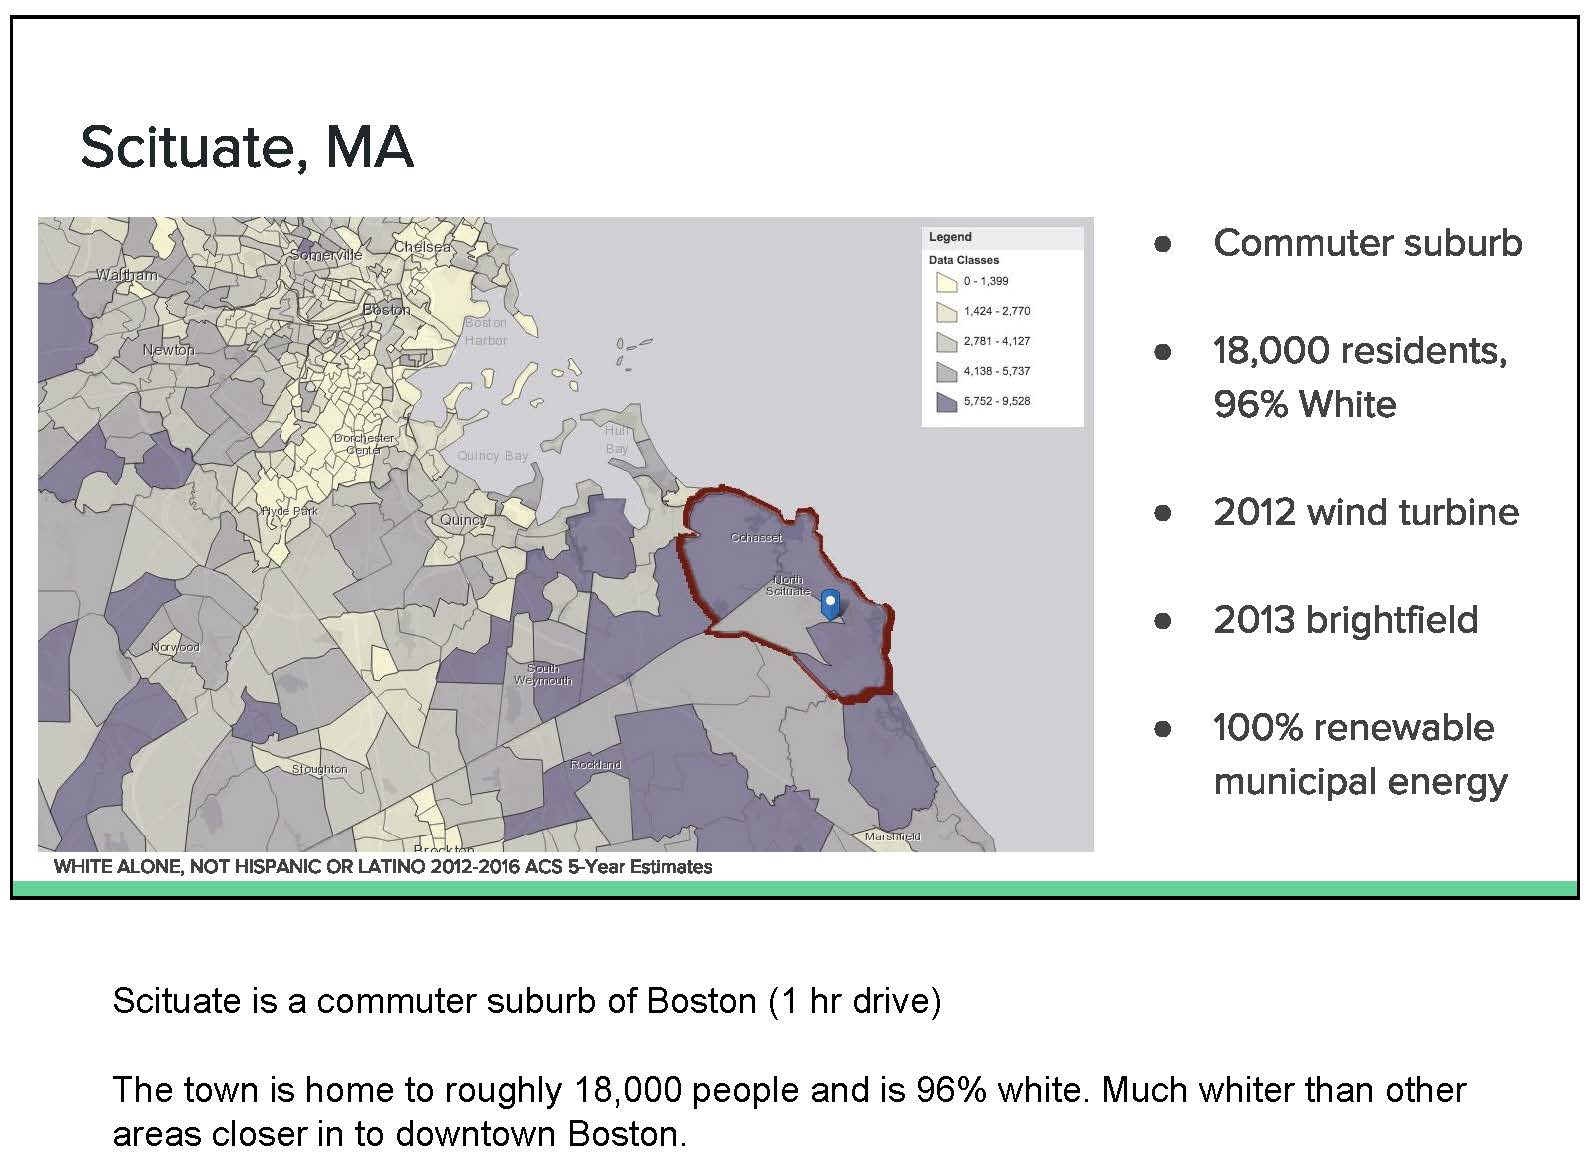 Scituate, MA
Waltham
Somerville
Chelsea
Boston
Boston
Harbor
Newton
Dorchester
Center
Quincy Bay
Hull
Bay
Hyde Park
Quincy
Cohasset
North
Scituate
Norwood
South
Weymouth
Stoughton
Rockland
Marshfield
Brockton
Legend
Data Classes
0 - 1,399
1,424 - 2,770
2,781 - 4,127
4,138 - 5,737
5,752 - 9,528
WHITE ALONE, NOT HISPANIC OR LATINO 2012-2016 ACS 5-Year Estimates
● Commuter suburb
● 18,000 residents,
96% White
● 2012 wind turbine
● 2013 brightfield
● 100% renewable
municipal energy
Scituate is a commuter suburb of Boston (1 hr drive)
The town is home to roughly 18,000 people and is 96% white. Much whiter than other
areas closer in to downtown Boston.